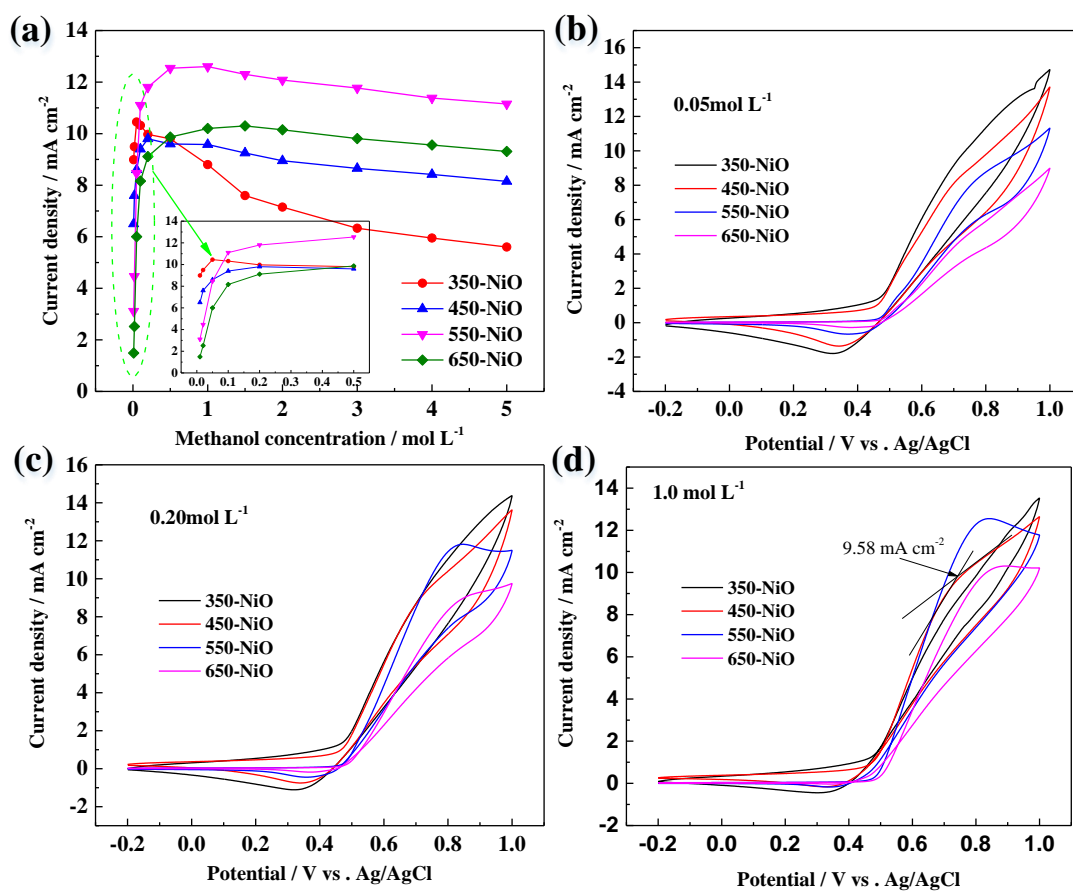 (a)
14
12
10
8
6
4
2
0
Current density / mA cm-2
0 1 2 3 4 5
Methanol concentration / mol L-1
350-NiO
450-NiO
550-NiO
650-NiO
14
12
10
8
6
4
2
0
0.0 0.1 0.2 0.3 0.4 0.5
(b)
16
14
12
10
8
6
4
2
0
-2
-4
Current density / mA cm-2
0.05mol L-1
350-NiO
450-NiO
550-NiO
650-NiO
-0.2 0.0 0.2 0.4 0.6 0.8 1.0
Potential / V vs . Ag/AgCl
(c)
16
14
12
10
8
6
4
2
0
-2
Current density / mA cm-2
0.20mol L-1
350-NiO
450-NiO
550-NiO
650-NiO
-0.2 0.0 0.2 0.4 0.6 0.8 1.0
Potential / V vs . Ag/AgCl
(d)
14
12
10
8
6
4
2
0
-2
Current density / mA cm-2
1.0 mol L-1
9.58 mA cm-2
350-NiO
450-NiO
550-NiO
650-NiO
-0.2 0.0 0.2 0.4 0.6 0.8 1.0
Potential / V vs . Ag/AgCl